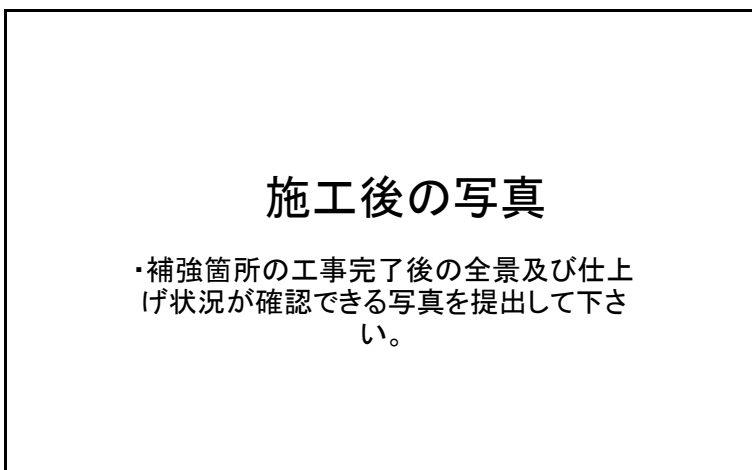 施工後の写真
・補強箇所の工事完了後の全景及び仕上
げ状況が確認できる写真を提出して下さ
い。